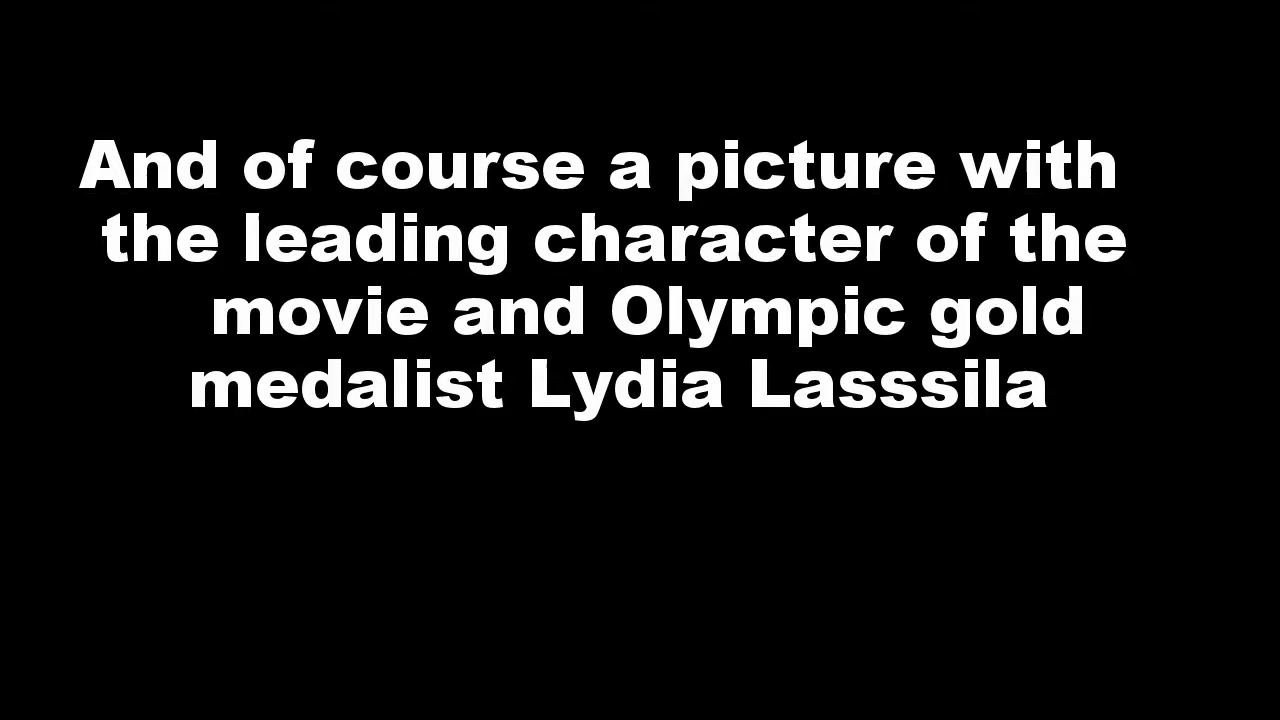 And of course a picture with
the leading character of the
movie and Olympic gold
medalist Lydia Lasssila